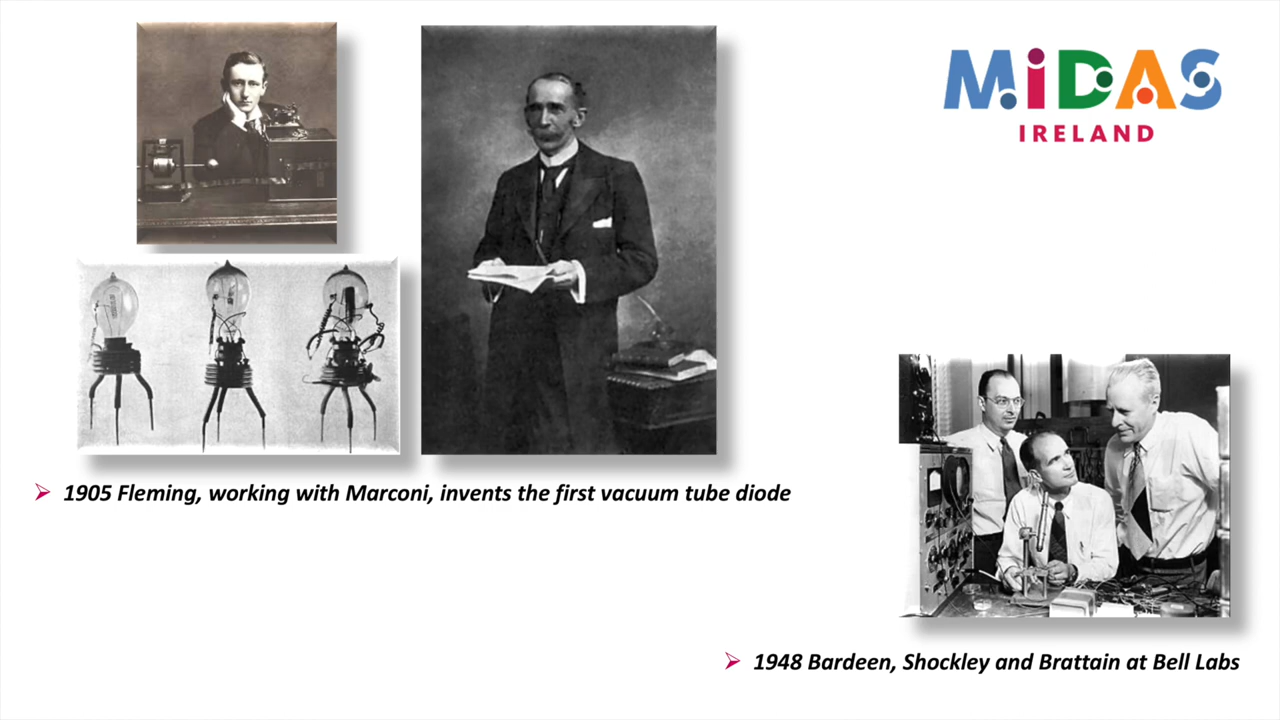 MiDAS
IRELAND
1905 Fleming, working with Marconi, invents the first vacuum tube diode
1948 Bardeen, Shockley and Brattain at Bell Labs